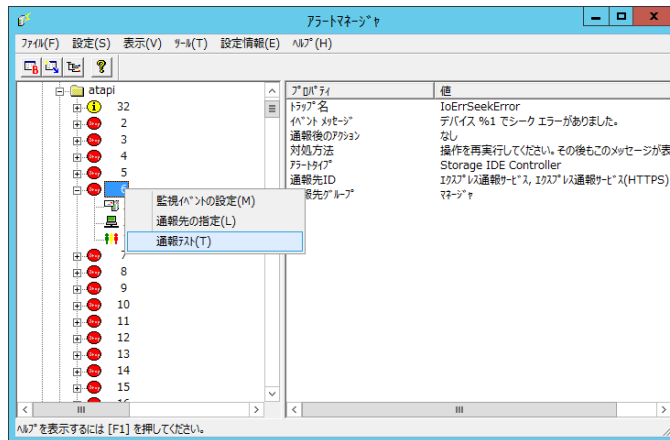 アラートマネージャ
ファイル(F) 設定(S) 表示(V) ツール(T) 設定情報(E) ヘルプ(H)
atapi
32
2
3
4
5
6
7
8
9
10
11
12
13
14
15
監視イベントの設定(M)
通報先の指定(L)
通報テスト(T)
プロパティ 値
トラップ名 IoErrSeekError
イベント メッセージ デバイス %1 でシーク エラーがありました。
通報後のアクション なし
対処方法 操作を再実行してください。その後もこのメッセージが表
アラートタイプ Storage IDE Controller
通報先ID エクスプレス通報サービス, エクスプレス通報サービス(HTTPS)
報先グループ マネージャ
ヘルプを表示するには [F1] を押してください。